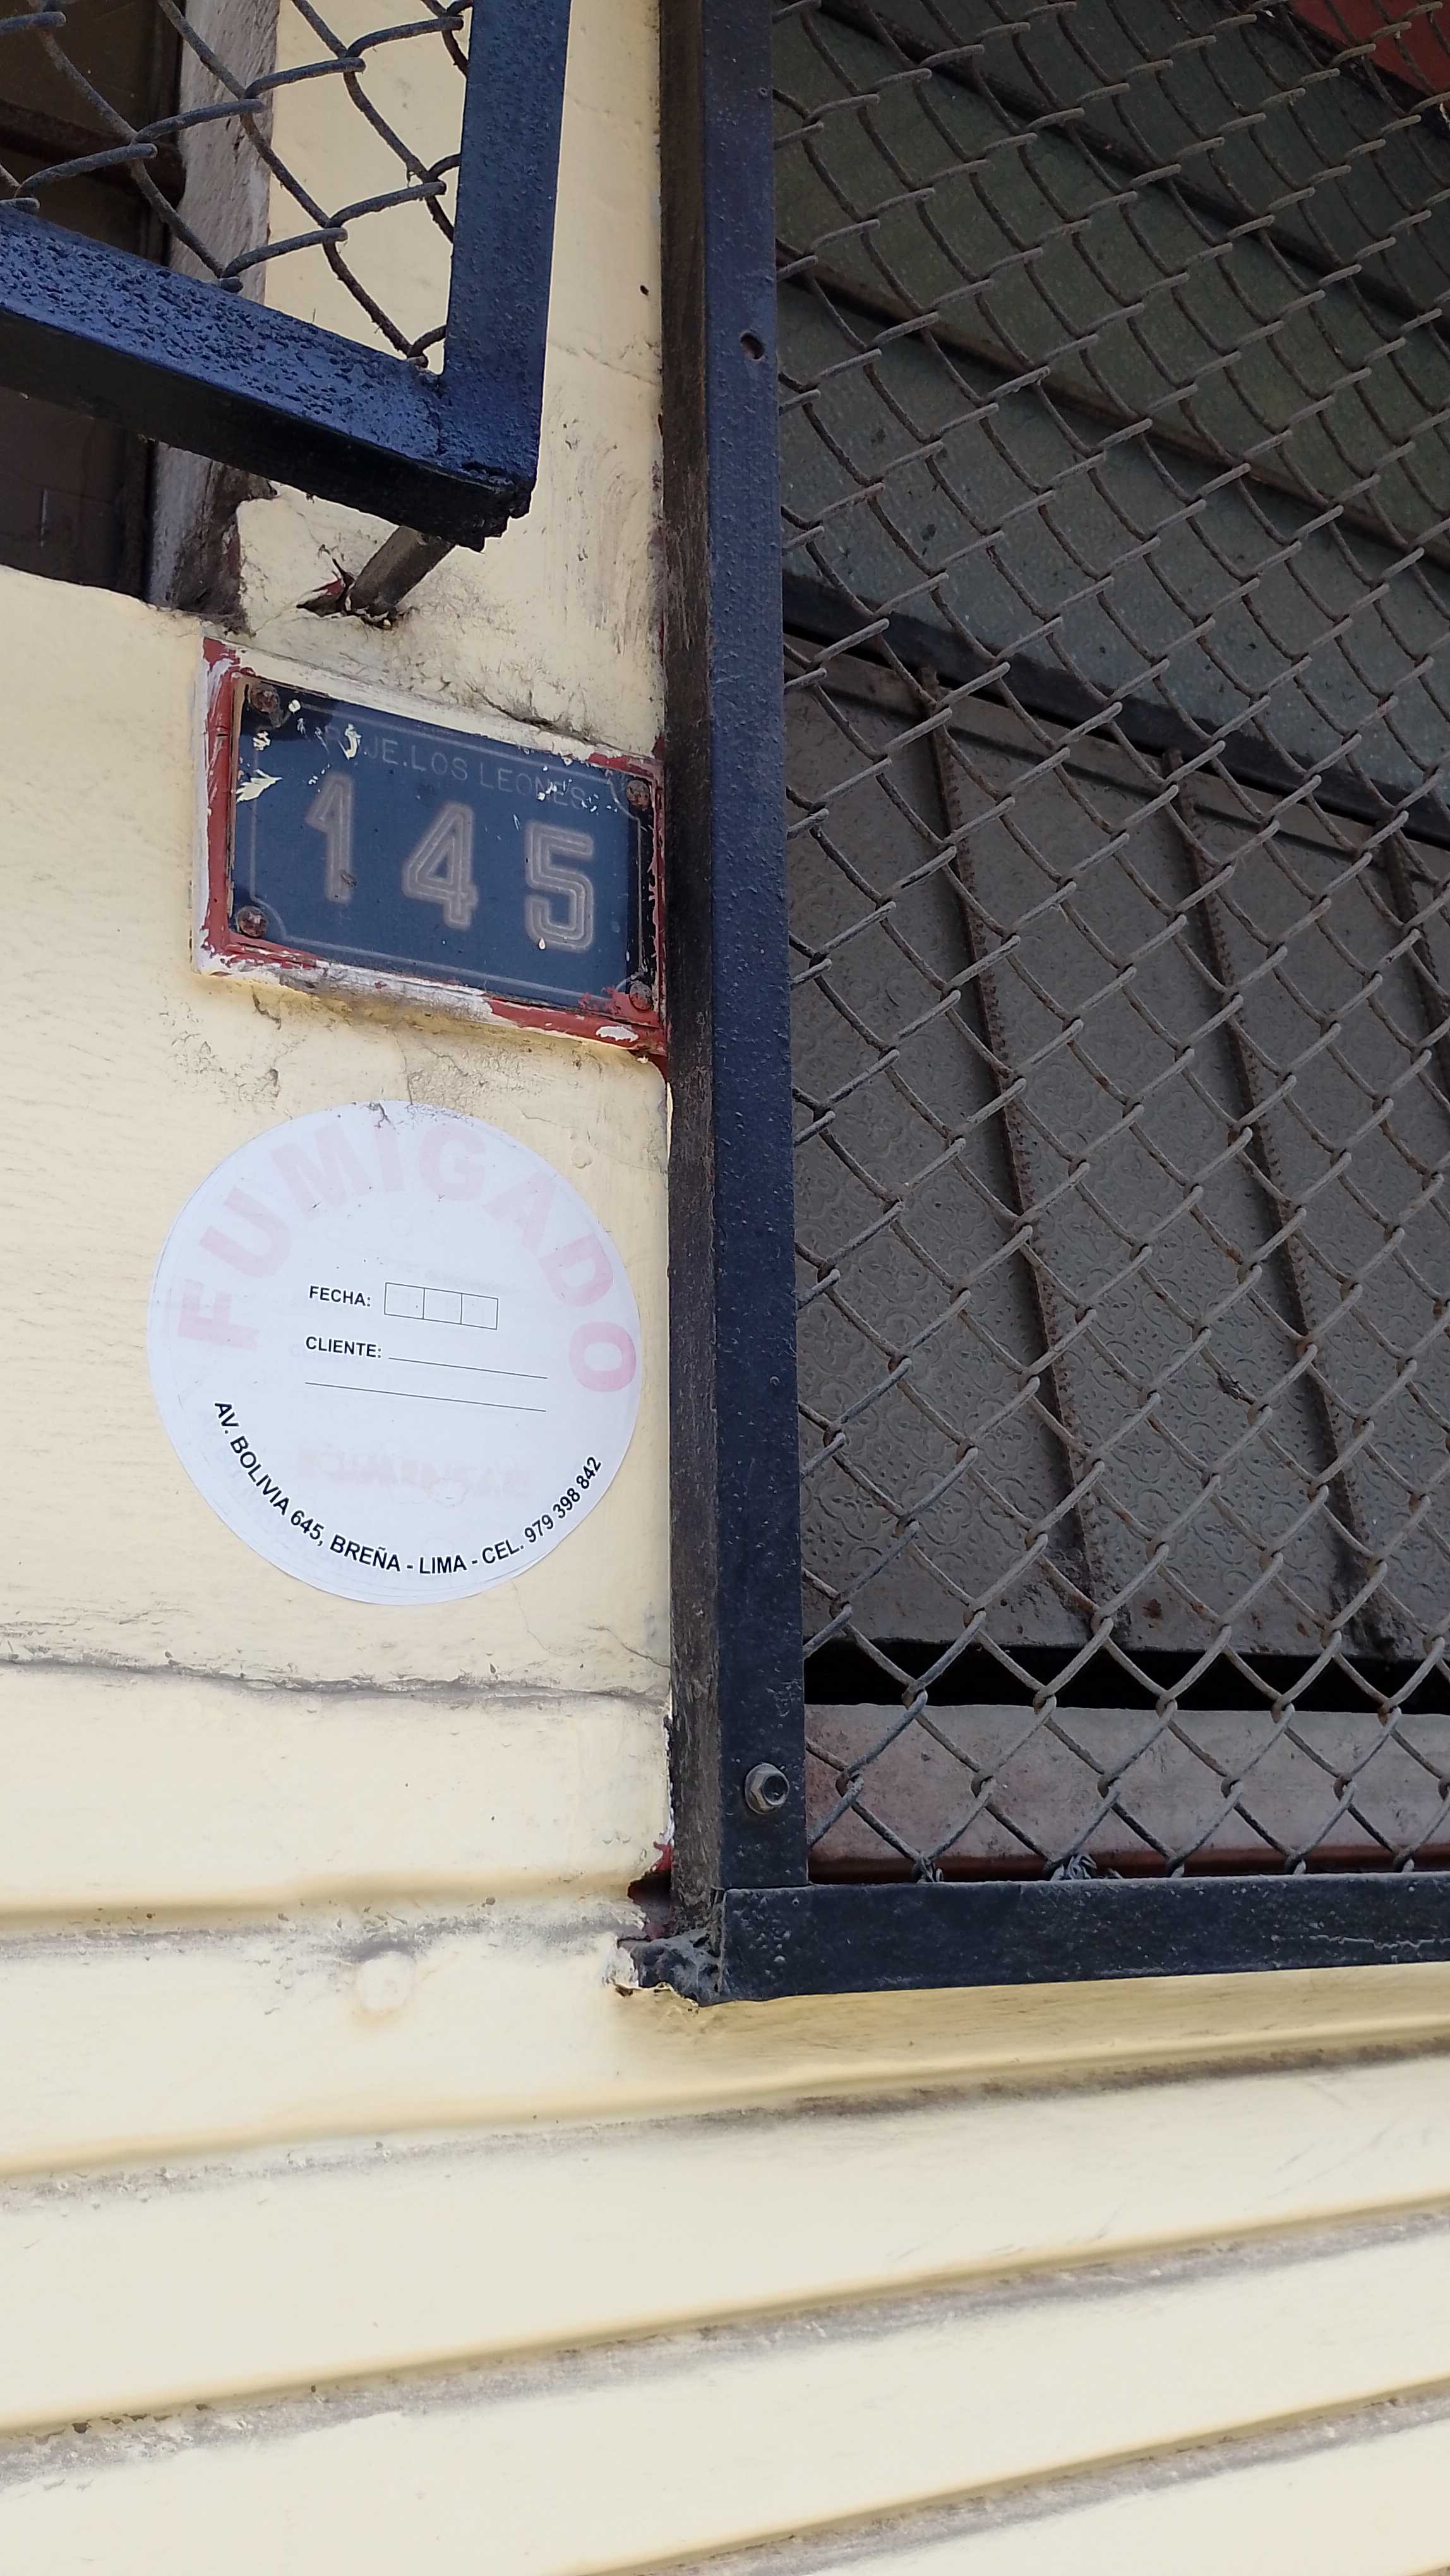 PSJE. LOS LEONES
145
FUMIGADO
FECHA:
CLIENTE:
AV. BOLIVIA 645, BREÑA - LIMA - CEL. 979 398 842